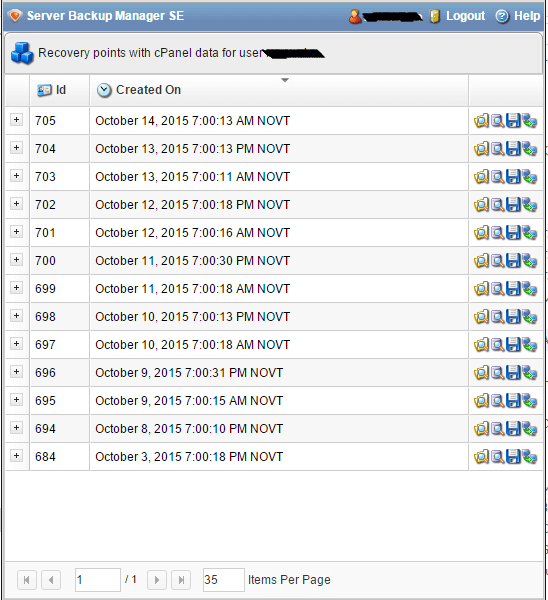 Server Backup Manager SE Logout Help
Recovery points with cPanel data for user
Id Created On
705 October 14, 2015 7:00:13 AM NOVT
704 October 13, 2015 7:00:13 PM NOVT
703 October 13, 2015 7:00:11 AM NOVT
702 October 12, 2015 7:00:18 PM NOVT
701 October 12, 2015 7:00:16 AM NOVT
700 October 11, 2015 7:00:30 PM NOVT
699 October 11, 2015 7:00:18 AM NOVT
698 October 10, 2015 7:00:13 PM NOVT
697 October 10, 2015 7:00:18 AM NOVT
696 October 9, 2015 7:00:31 PM NOVT
695 October 9, 2015 7:00:15 AM NOVT
694 October 8, 2015 7:00:10 PM NOVT
684 October 3, 2015 7:00:18 PM NOVT
1 / 1 35 Items Per Page